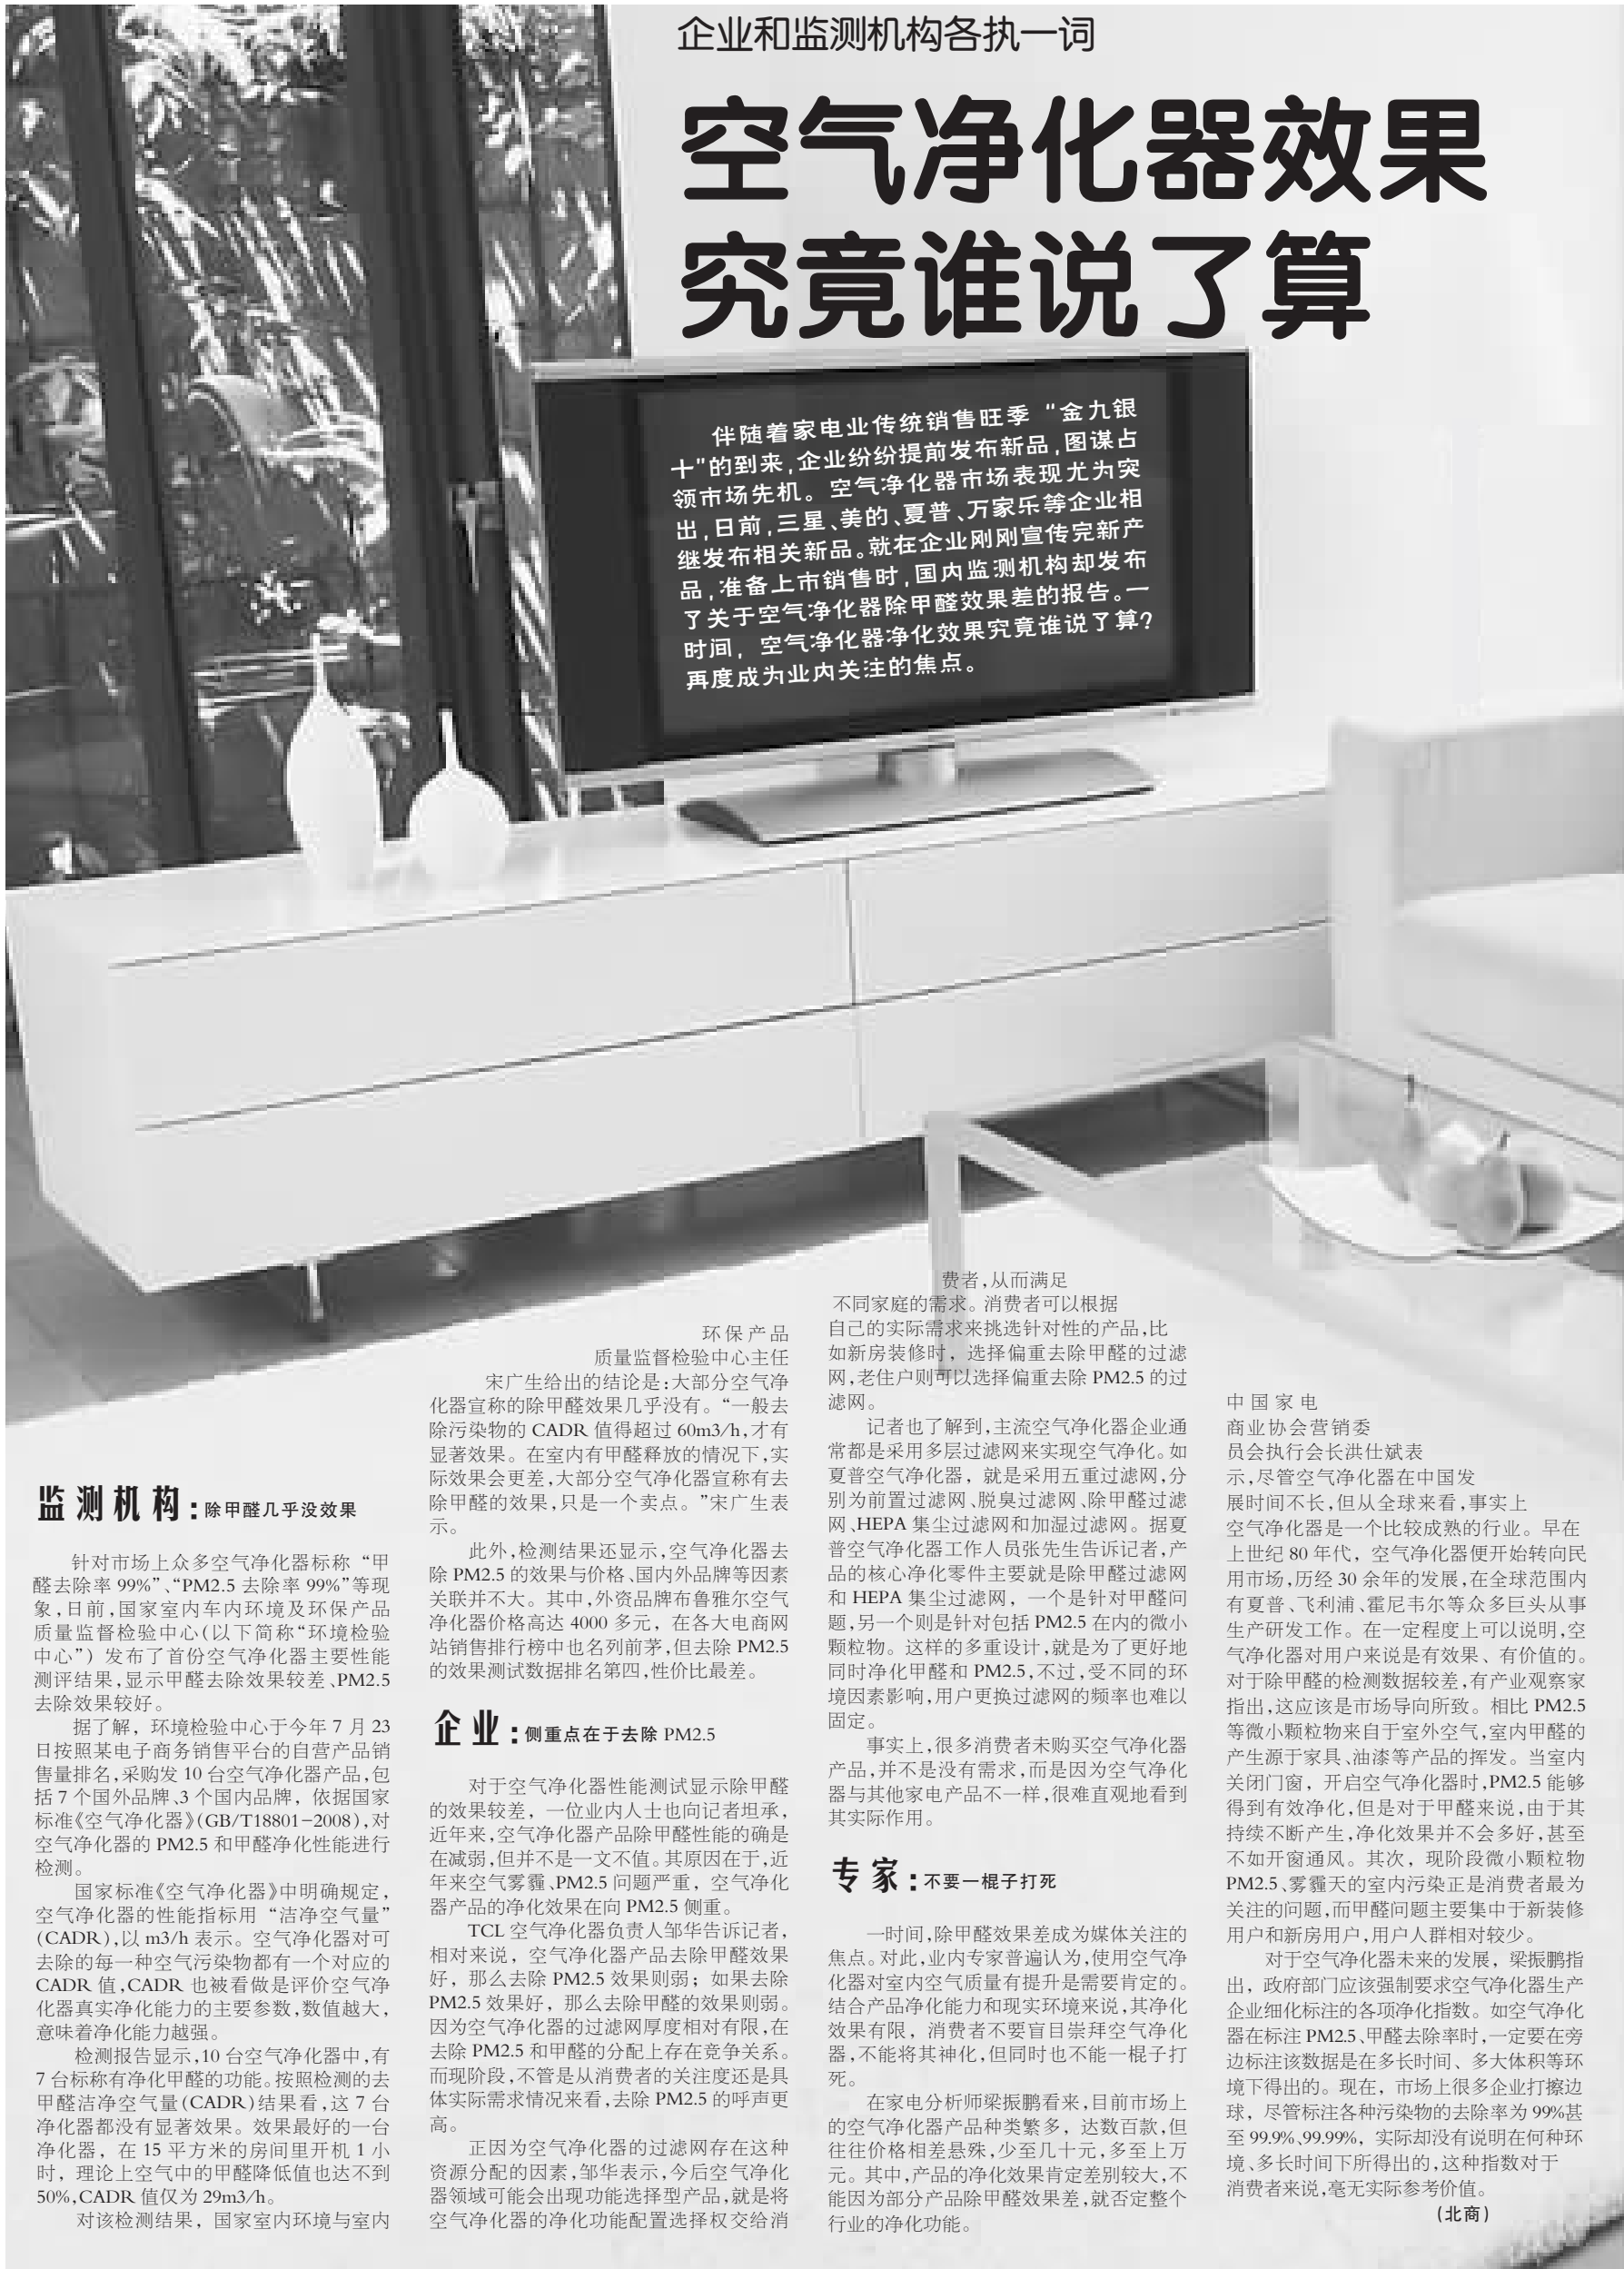 企业和监测机构各执一词
空气净化器效果
究竟谁说了算
伴随着家电业传统销售旺季 “金九银
十”的到来,企业纷纷提前发布新品,图谋占
领市场先机。空气净化器市场表现尤为突
出,日前,三星、美的、夏普、万家乐等企业相
继发布相关新品。就在企业刚刚宣传完新产
品,准备上市销售时,国内监测机构却发布
了关于空气净化器除甲醛效果差的报告。一
时间, 空气净化器净化效果究竟谁说了算?
再度成为业内关注的焦点。
监测机构:除甲醛几乎没效果
针对市场上众多空气净化器标称 “甲
醛去除率 99%”、“PM2.5 去除率 99%”等现
象,日前,国家室内车内环境及环保产品
质量监督检验中心(以下简称“环境检验
中心”) 发布了首份空气净化器主要性能
测评结果,显示甲醛去除效果较差、PM2.5
去除效果较好。
据了解, 环境检验中心于今年 7 月 23
日按照某电子商务销售平台的自营产品销
售量排名,采购发 10 台空气净化器产品,包
括 7 个国外品牌、3 个国内品牌, 依据国家
标准《空气净化器》(GB/T18801-2008),对
空气净化器的 PM2.5 和甲醛净化性能进行
检测。
国家标准《空气净化器》中明确规定,
空气净化器的性能指标用 “洁净空气量”
(CADR),以 m3/h 表示。空气净化器对可
去除的每一种空气污染物都有一个对应的
CADR 值,CADR 也被看做是评价空气净
化器真实净化能力的主要参数,数值越大,
意味着净化能力越强。
检测报告显示,10 台空气净化器中,有
7 台标称有净化甲醛的功能。按照检测的去
甲醛洁净空气量(CADR)结果看,这 7 台
净化器都没有显著效果。效果最好的一台
净化器, 在 15 平方米的房间里开机 1 小
时, 理论上空气中的甲醛降低值也达不到
50%,CADR 值仅为 29m3/h。
对该检测结果, 国家室内环境与室内
环保产品
质量监督检验中心主任
宋广生给出的结论是:大部分空气净
化器宣称的除甲醛效果几乎没有。“一般去
除污染物的 CADR 值得超过 60m3/h,才有
显著效果。在室内有甲醛释放的情况下,实
际效果会更差,大部分空气净化器宣称有去
除甲醛的效果,只是一个卖点。”宋广生表
示。
此外,检测结果还显示,空气净化器去
除 PM2.5 的效果与价格、国内外品牌等因素
关联并不大。其中,外资品牌布鲁雅尔空气
净化器价格高达 4000 多元, 在各大电商网
站销售排行榜中也名列前茅,但去除 PM2.5
的效果测试数据排名第四,性价比最差。
企业:侧重点在于去除 PM2.5
对于空气净化器性能测试显示除甲醛
的效果较差, 一位业内人士也向记者坦承,
近年来,空气净化器产品除甲醛性能的确是
在减弱,但并不是一文不值。其原因在于,近
年来空气雾霾、PM2.5 问题严重, 空气净化
器产品的净化效果在向 PM2.5 侧重。
TCL 空气净化器负责人邹华告诉记者,
相对来说, 空气净化器产品去除甲醛效果
好, 那么去除 PM2.5 效果则弱; 如果去除
PM2.5 效果好, 那么去除甲醛的效果则弱。
因为空气净化器的过滤网厚度相对有限,在
去除 PM2.5 和甲醛的分配上存在竞争关系。
而现阶段,不管是从消费者的关注度还是具
体实际需求情况来看,去除 PM2.5 的呼声更
高。
正因为空气净化器的过滤网存在这种
资源分配的因素,邹华表示,今后空气净化
器领域可能会出现功能选择型产品,就是将
空气净化器的净化功能配置选择权交给消
费者,从而满足
不同家庭的需求。消费者可以根据
自己的实际需求来挑选针对性的产品,比
如新房装修时, 选择偏重去除甲醛的过滤
网,老住户则可以选择偏重去除 PM2.5 的过
滤网。
记者也了解到,主流空气净化器企业通
常都是采用多层过滤网来实现空气净化。如
夏普空气净化器, 就是采用五重过滤网,分
别为前置过滤网、脱臭过滤网、除甲醛过滤
网、HEPA 集尘过滤网和加湿过滤网。据夏
普空气净化器工作人员张先生告诉记者,产
品的核心净化零件主要就是除甲醛过滤网
和 HEPA 集尘过滤网, 一个是针对甲醛问
题,另一个则是针对包括 PM2.5 在内的微小
颗粒物。这样的多重设计,就是为了更好地
同时净化甲醛和 PM2.5,不过,受不同的环
境因素影响,用户更换过滤网的频率也难以
固定。
事实上,很多消费者未购买空气净化器
产品,并不是没有需求,而是因为空气净化
器与其他家电产品不一样,很难直观地看到
其实际作用。
专家:不要一棍子打死
一时间,除甲醛效果差成为媒体关注的
焦点。对此,业内专家普遍认为,使用空气净
化器对室内空气质量有提升是需要肯定的。
结合产品净化能力和现实环境来说,其净化
效果有限, 消费者不要盲目崇拜空气净化
器,不能将其神化,但同时也不能一棍子打
死。
在家电分析师梁振鹏看来,目前市场上
的空气净化器产品种类繁多, 达数百款,但
往往价格相差悬殊,少至几十元,多至上万
元。其中,产品的净化效果肯定差别较大,不
能因为部分产品除甲醛效果差,就否定整个
行业的净化功能。
中国家电
商业协会营销委
员会执行会长洪仕斌表
示,尽管空气净化器在中国发
展时间不长,但从全球来看,事实上
空气净化器是一个比较成熟的行业。早在
上世纪 80 年代, 空气净化器便开始转向民
用市场,历经 30 余年的发展,在全球范围内
有夏普、飞利浦、霍尼韦尔等众多巨头从事
生产研发工作。在一定程度上可以说明,空
气净化器对用户来说是有效果、有价值的。
对于除甲醛的检测数据较差,有产业观察家
指出,这应该是市场导向所致。相比 PM2.5
等微小颗粒物来自于室外空气,室内甲醛的
产生源于家具、油漆等产品的挥发。当室内
关闭门窗, 开启空气净化器时,PM2.5 能够
得到有效净化,但是对于甲醛来说,由于其
持续不断产生,净化效果并不会多好,甚至
不如开窗通风。其次, 现阶段微小颗粒物
PM2.5、雾霾天的室内污染正是消费者最为
关注的问题,而甲醛问题主要集中于新装修
用户和新房用户,用户人群相对较少。
对于空气净化器未来的发展, 梁振鹏指
出, 政府部门应该强制要求空气净化器生产
企业细化标注的各项净化指数。如空气净化
器在标注 PM2.5、甲醛去除率时,一定要在旁
边标注该数据是在多长时间、多大体积等环
境下得出的。现在, 市场上很多企业打擦边
球, 尽管标注各种污染物的去除率为 99%甚
至 99.9%、99.99%, 实际却没有说明在何种环
境、多长时间下所得出的,这种指数对于
消费者来说,毫无实际参考价值。
(北商)